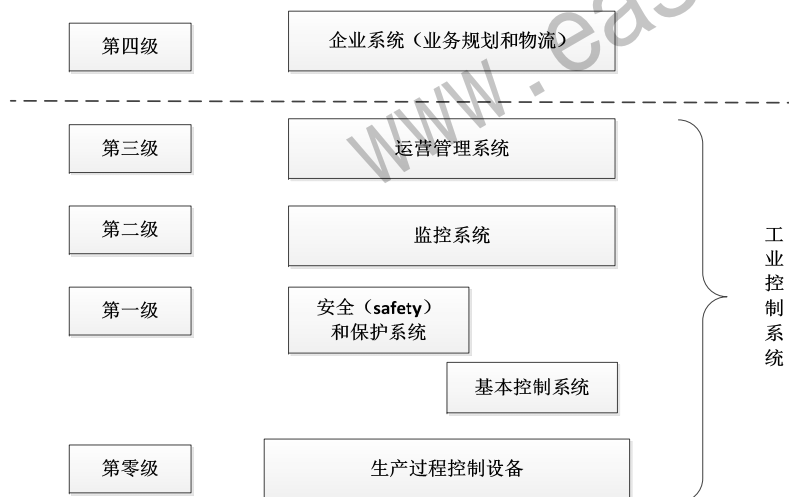 www.eas
第四级
企业系统（业务规划和物流）
第三级
运营管理系统
第二级
监控系统
第一级
安全（safety）
和保护系统
基本控制系统
第零级
生产过程控制设备
工
业
控
制
系
统